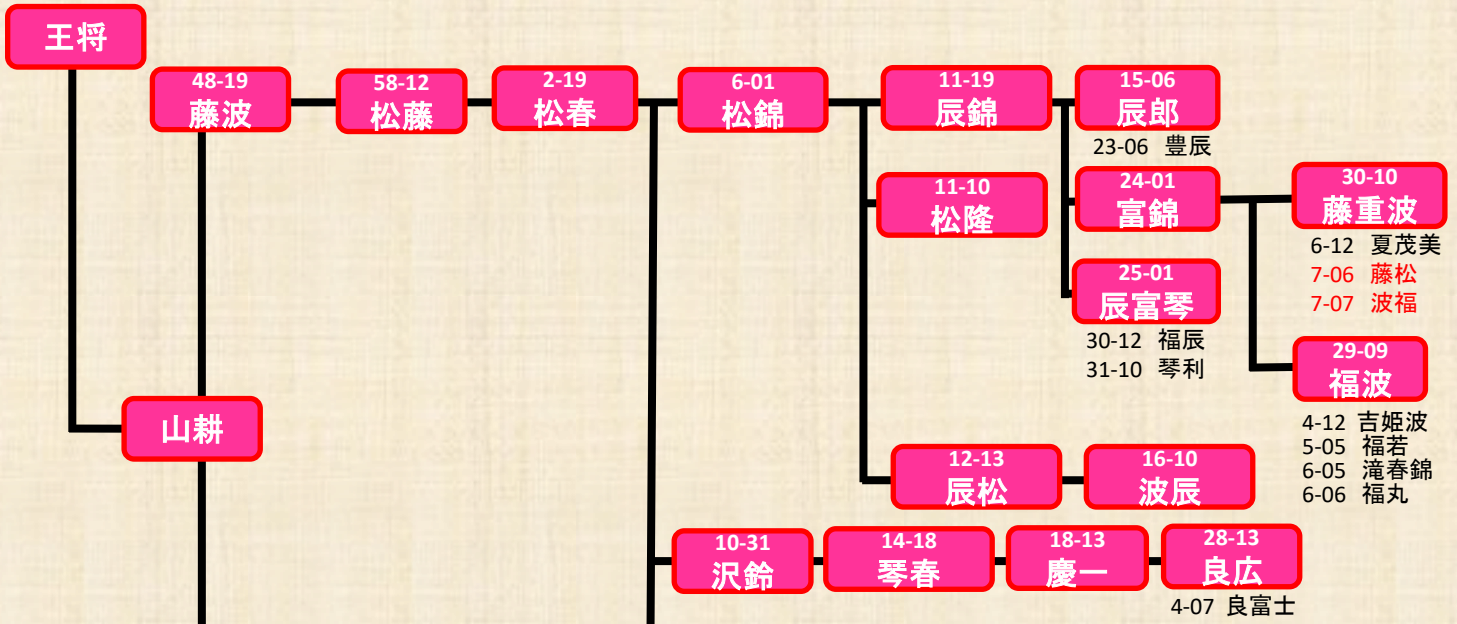 王将
48-19
藤波
58-12
松藤
2-19
松春
6-01
松錦
11-19
辰錦
15-06
辰郎
23-06 豊辰
11-10
松隆
24-01
富錦
30-10
藤重波
6-12 夏茂美
7-06 藤松
7-07 波福
25-01
辰富琴
30-12 福辰
31-10 琴利
29-09
福波
4-12 吉姫波
5-05 福若
6-05 滝春錦
6-06 福丸
山耕
12-13
辰松
16-10
波辰
10-31
沢鈴
14-18
琴春
18-13
慶一
28-13
良広
4-07 良富士